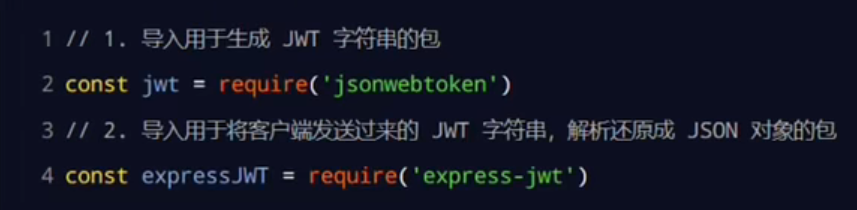 1 // 1. 导入用于生成 JWT 字符串的包
2 const jwt = require('jsonwebtoken')
3 // 2. 导入用于将客户端发送过来的 JWT 字符串，解析还原成 JSON 对象的包
4 const expressJWT = require('express-jwt')